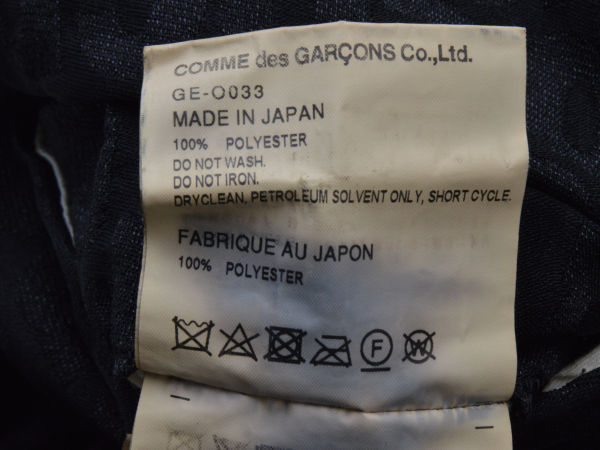 COMME des GARÇONS Co.,Ltd.
GE-O033
MADE IN JAPAN
100% POLYESTER
DO NOT WASH.
DO NOT IRON.
DRYCLEAN, PETROLEUM SOLVENT ONLY, SHORT CYCLE.
FABRIQUE AU JAPON
100% POLYESTER
F W